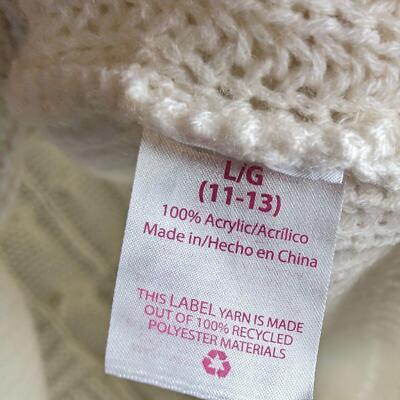 L/G
(11-13)
100% Acrylic/Acrílico
Made in/Hecho en China
THIS LABEL YARN IS MADE
OUT OF 100% RECYCLED
POLYESTER MATERIALS